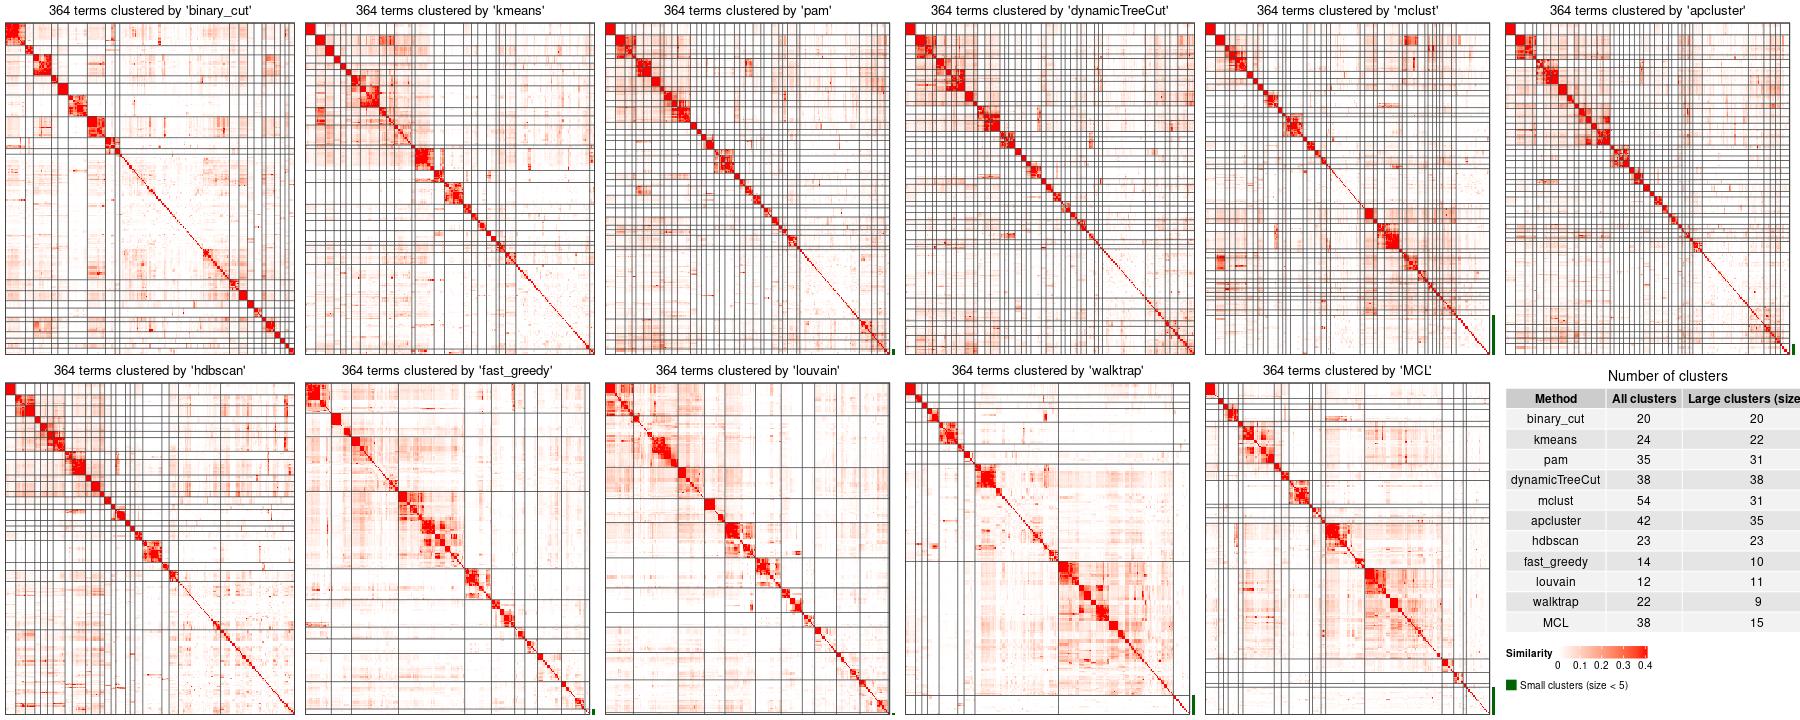 364 terms clustered by 'binary_cut'
364 terms clustered by 'kmeans'
364 terms clustered by 'pam'
364 terms clustered by 'dynamicTreeCut'
364 terms clustered by 'mclust'
364 terms clustered by 'apcluster'
364 terms clustered by 'hdbscan'
364 terms clustered by 'fast_greedy'
364 terms clustered by 'louvain'
364 terms clustered by 'walktrap'
364 terms clustered by 'MCL'
Number of clusters
Method All clusters Large clusters (size
binary_cut 20 20
kmeans 24 22
pam 35 31
dynamicTreeCut 38 38
mclust 54 31
apcluster 42 35
hdbscan 23 23
fast_greedy 14 10
louvain 12 11
walktrap 22 9
MCL 38 15
Similarity
0 0.1 0.2 0.3 0.4
Small clusters (size < 5)